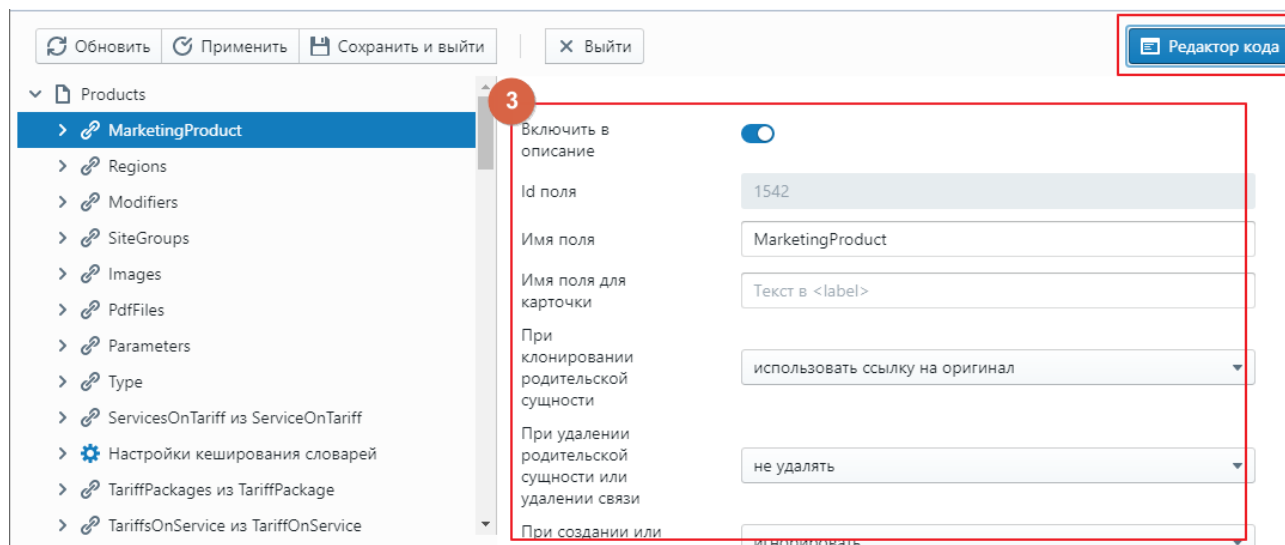 Обновить Применить Сохранить и выйти Выйти Редактор кода
Products
MarketingProduct
Regions
Modifiers
SiteGroups
Images
PdfFiles
Parameters
Type
ServicesOnTariff из ServiceOnTariff
Настройки кеширования словарей
TariffPackages из TariffPackage
TariffsOnService из TariffOnService
3
Включить в
описание
Id поля
1542
Имя поля
MarketingProduct
Имя поля для
карточки
Текст в <label>
При
клонировании
родительской
сущности
использовать ссылку на оригинал
При удалении
родительской
сущности или
удалении связи
не удалять
При создании или
игнорировать